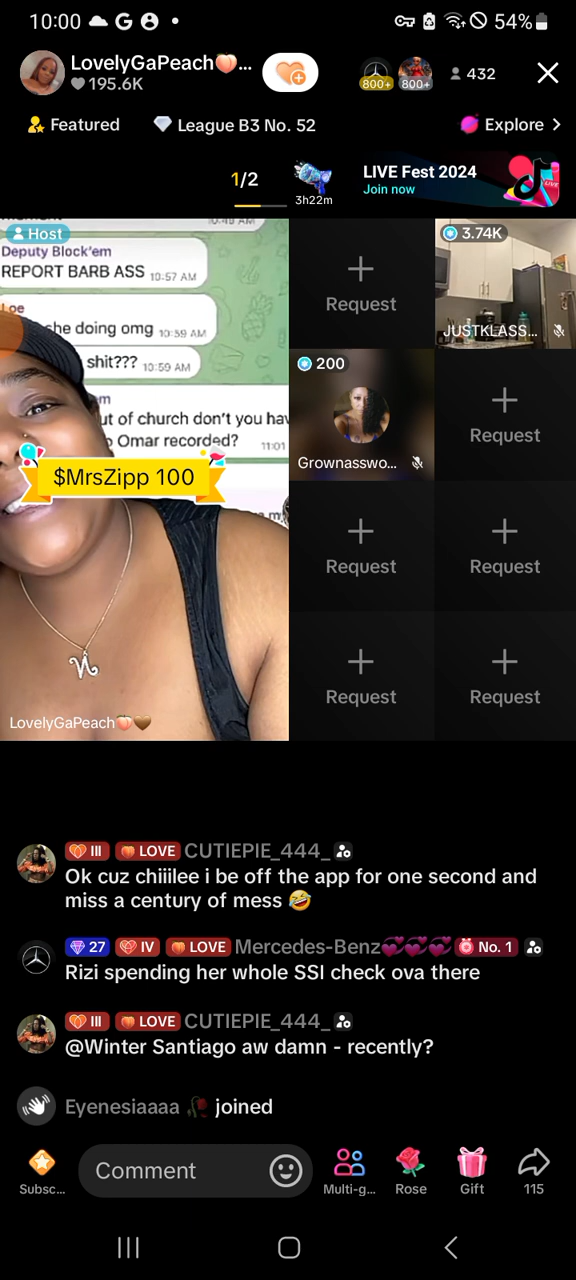 10:00
54%
LovelyGaPeach🍑...
195.6K
800+
800+
432
Featured
League B3 No. 52
Explore >
1/2
3h22m
LIVE Fest 2024
Join now
Host
10:49 AM
Deputy Block'em
REPORT BARB ASS 10:57 AM
she doing omg 10:59 AM
shit??? 10:59 AM
ut of church don't you hav
Omar recorded? 11:01
$MrsZipp 100
LovelyGaPeach🍑🤎
Request
3.74K
JUSTKLASS...
200
Grownasswo...
Request
Request
Request
Request
Request
III LOVE CUTIEPIE_444_
Ok cuz chiiilee i be off the app for one second and
miss a century of mess 🤣
27 IV LOVE Mercedes-Benz💞💞💞 No. 1
Rizi spending her whole SSI check ova there
III LOVE CUTIEPIE_444_
@Winter Santiago aw damn - recently?
Eyenesiaaaa 🥀 joined
Comment
Subsc...
Multi-g...
Rose
Gift
115